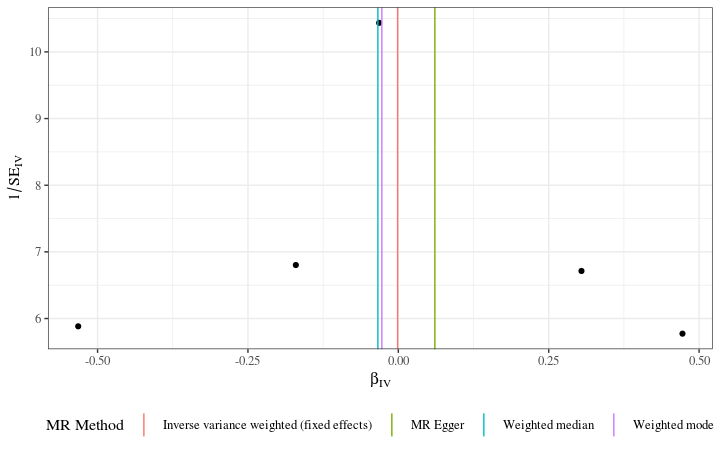 10
9
8
7
6
1/SE_IV
-0.50 -0.25 0.00 0.25 0.50
β_IV
MR Method Inverse variance weighted (fixed effects) MR Egger Weighted median Weighted mode